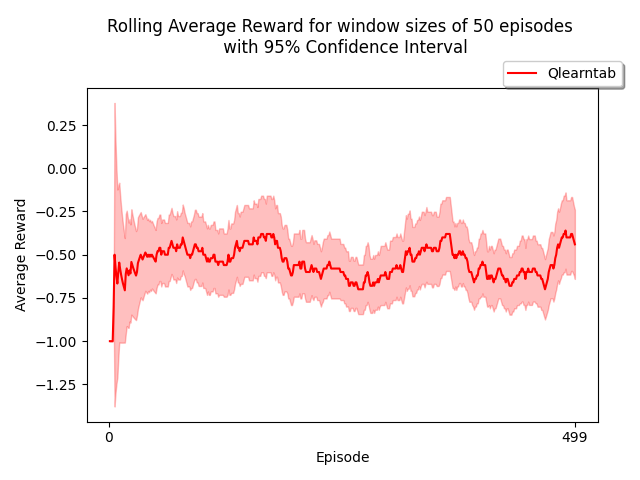 Rolling Average Reward for window sizes of 50 episodes
with 95% Confidence Interval
Qlearntab
0.25
0.00
−0.25
−0.50
−0.75
−1.00
−1.25
Average Reward
0
499
Episode